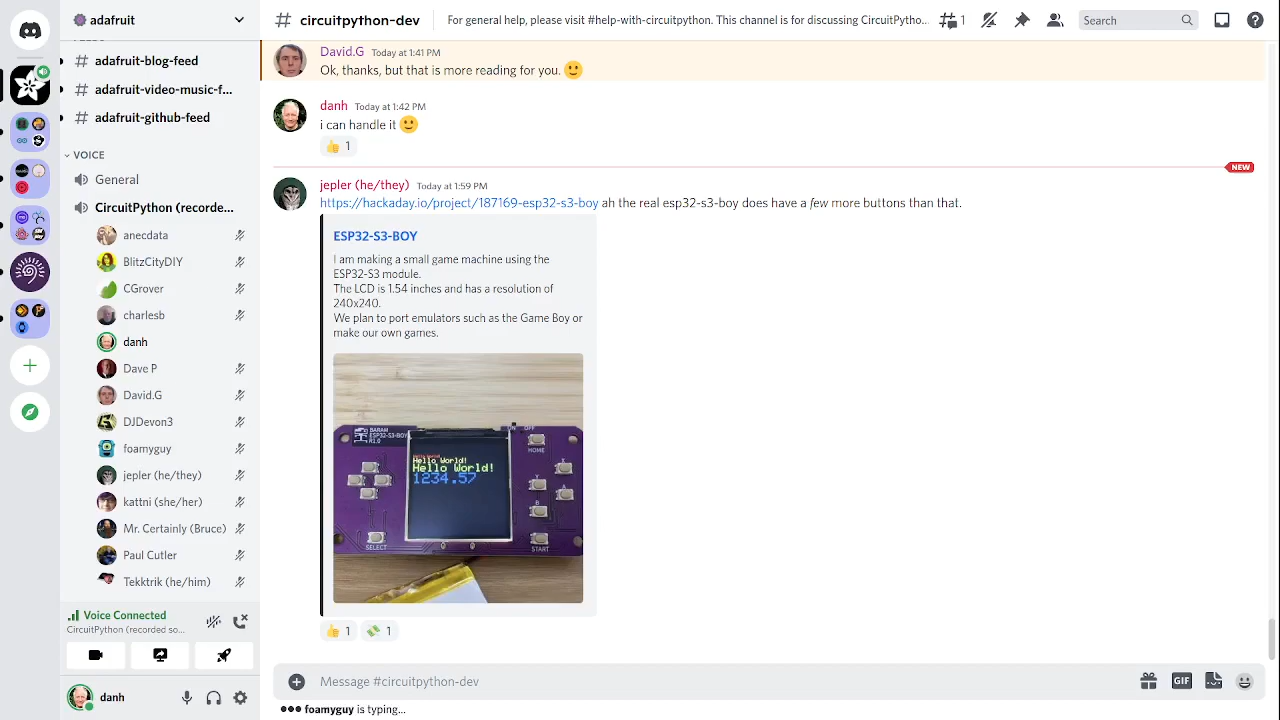 adafruit
# circuitpython-dev
For general help, please visit #help-with-circuitpython. This channel is for discussing CircuitPytho...
1
Search
adafruit-blog-feed
adafruit-video-music-f...
adafruit-github-feed
VOICE
General
CircuitPython (recorde...
anecdata
BlitzCityDIY
CGrover
charlesb
danh
Dave P
David.G
DJDevon3
foamyguy
jepler (he/they)
kattni (she/her)
Mr. Certainly (Bruce)
Paul Cutler
Tekktrik (he/him)
Voice Connected
CircuitPython (recorded so...
danh
David.G Today at 1:41 PM
Ok, thanks, but that is more reading for you. 🙂
danh Today at 1:42 PM
i can handle it 🙂
👍 1
NEW
jepler (he/they) Today at 1:59 PM
https://hackaday.io/project/187169-esp32-s3-boy ah the real esp32-s3-boy does have a few more buttons than that.
ESP32-S3-BOY
I am making a small game machine using the
ESP32-S3 module.
The LCD is 1.54 inches and has a resolution of
240x240.
We plan to port emulators such as the Game Boy or
make our own games.
BARAM
ESP32-S3-BOY
ON OFF
HOME
Hello World!
Hello World!
1234.57
Y
X
A
B
SELECT
START
👍 1
💸 1
Message #circuitpython-dev
GIF
foamyguy is typing...